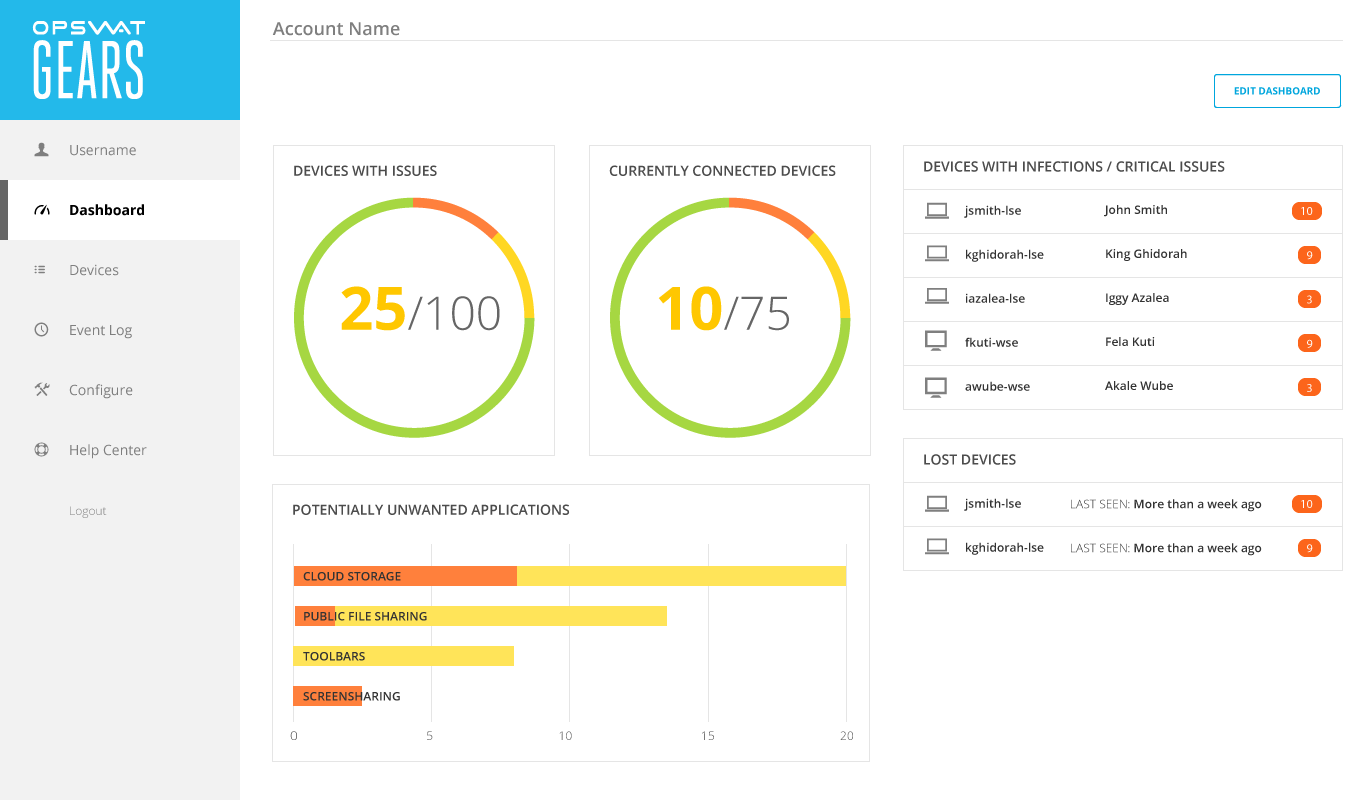 OPSWAT
GEARS
Account Name
EDIT DASHBOARD
Username
Dashboard
Devices
Event Log
Configure
Help Center
Logout
DEVICES WITH ISSUES
25/100
CURRENTLY CONNECTED DEVICES
10/75
POTENTIALLY UNWANTED APPLICATIONS
CLOUD STORAGE
PUBLIC FILE SHARING
TOOLBARS
SCREENSHARING
0 5 10 15 20
DEVICES WITH INFECTIONS / CRITICAL ISSUES
jsmith-lse John Smith 10
kghidorah-lse King Ghidorah 9
iazalea-lse Iggy Azalea 3
fkuti-wse Fela Kuti 9
awube-wse Akale Wube 3
LOST DEVICES
jsmith-lse LAST SEEN: More than a week ago 10
kghidorah-lse LAST SEEN: More than a week ago 9